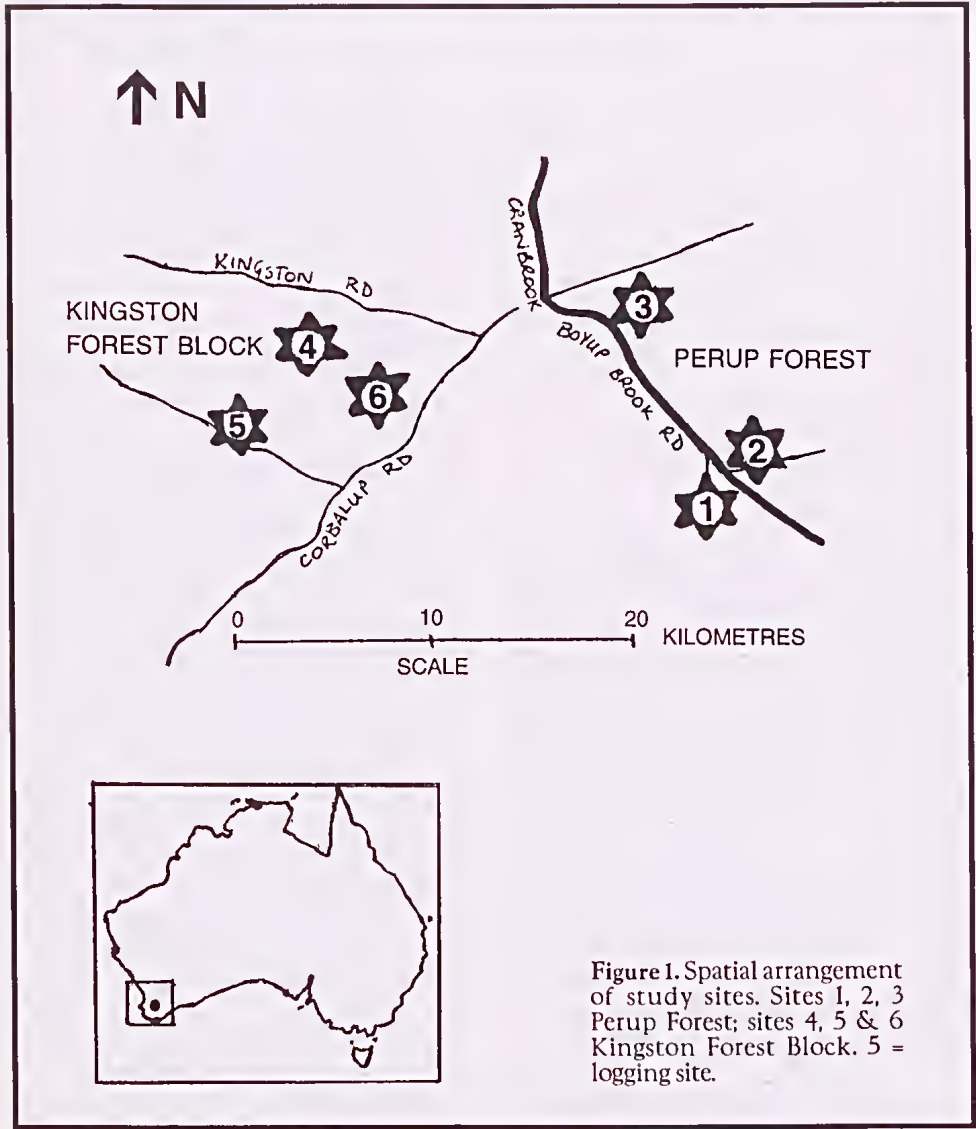 N
CRANBROOK
KINGSTON RD
KINGSTON
FOREST BLOCK
4
3
BOYUP BROOK RD
PERUP FOREST
6
5
2
1
CORBALUP RD
0 10 20
KILOMETRES
SCALE
Figure 1. Spatial arrangement
of study sites. Sites 1, 2, 3
Perup Forest; sites 4, 5 & 6
Kingston Forest Block. 5 =
logging site.